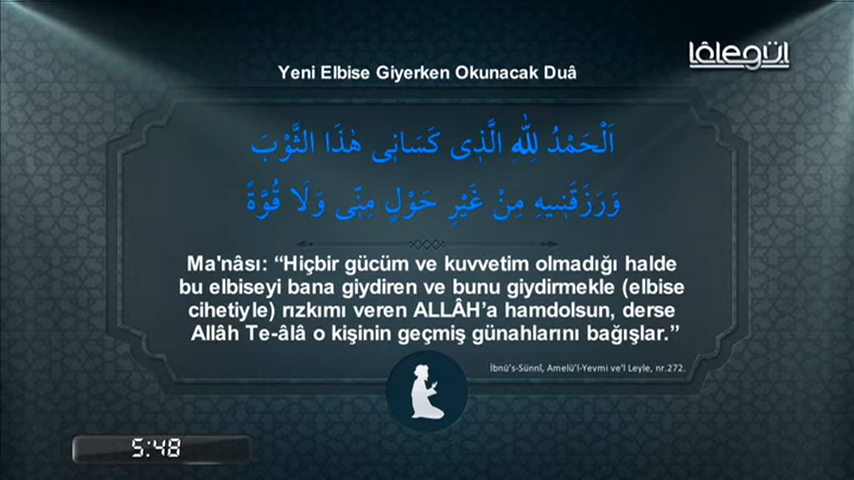 lâlegül
Yeni Elbise Giyerken Okunacak Duâ
اَلْحَمْدُ لِلّٰهِ الَّذٖى كَسَانٖى هٰذَا الثَّوْبَ
وَرَزَقَنٖيهِ مِنْ غَيْرِ حَوْلٍ مِنّٖى وَلَا قُوَّةً
Ma'nâsı: “Hiçbir gücüm ve kuvvetim olmadığı halde
bu elbiseyi bana giydiren ve bunu giydirmekle (elbise
cihetiyle) rızkımı veren ALLÂH’a hamdolsun, derse
Allâh Te-âlâ o kişinin geçmiş günahlarını bağışlar.”
İbnü's-Sünnî, Amelü'l-Yevmi ve'l Leyle, nr.272.
5:48